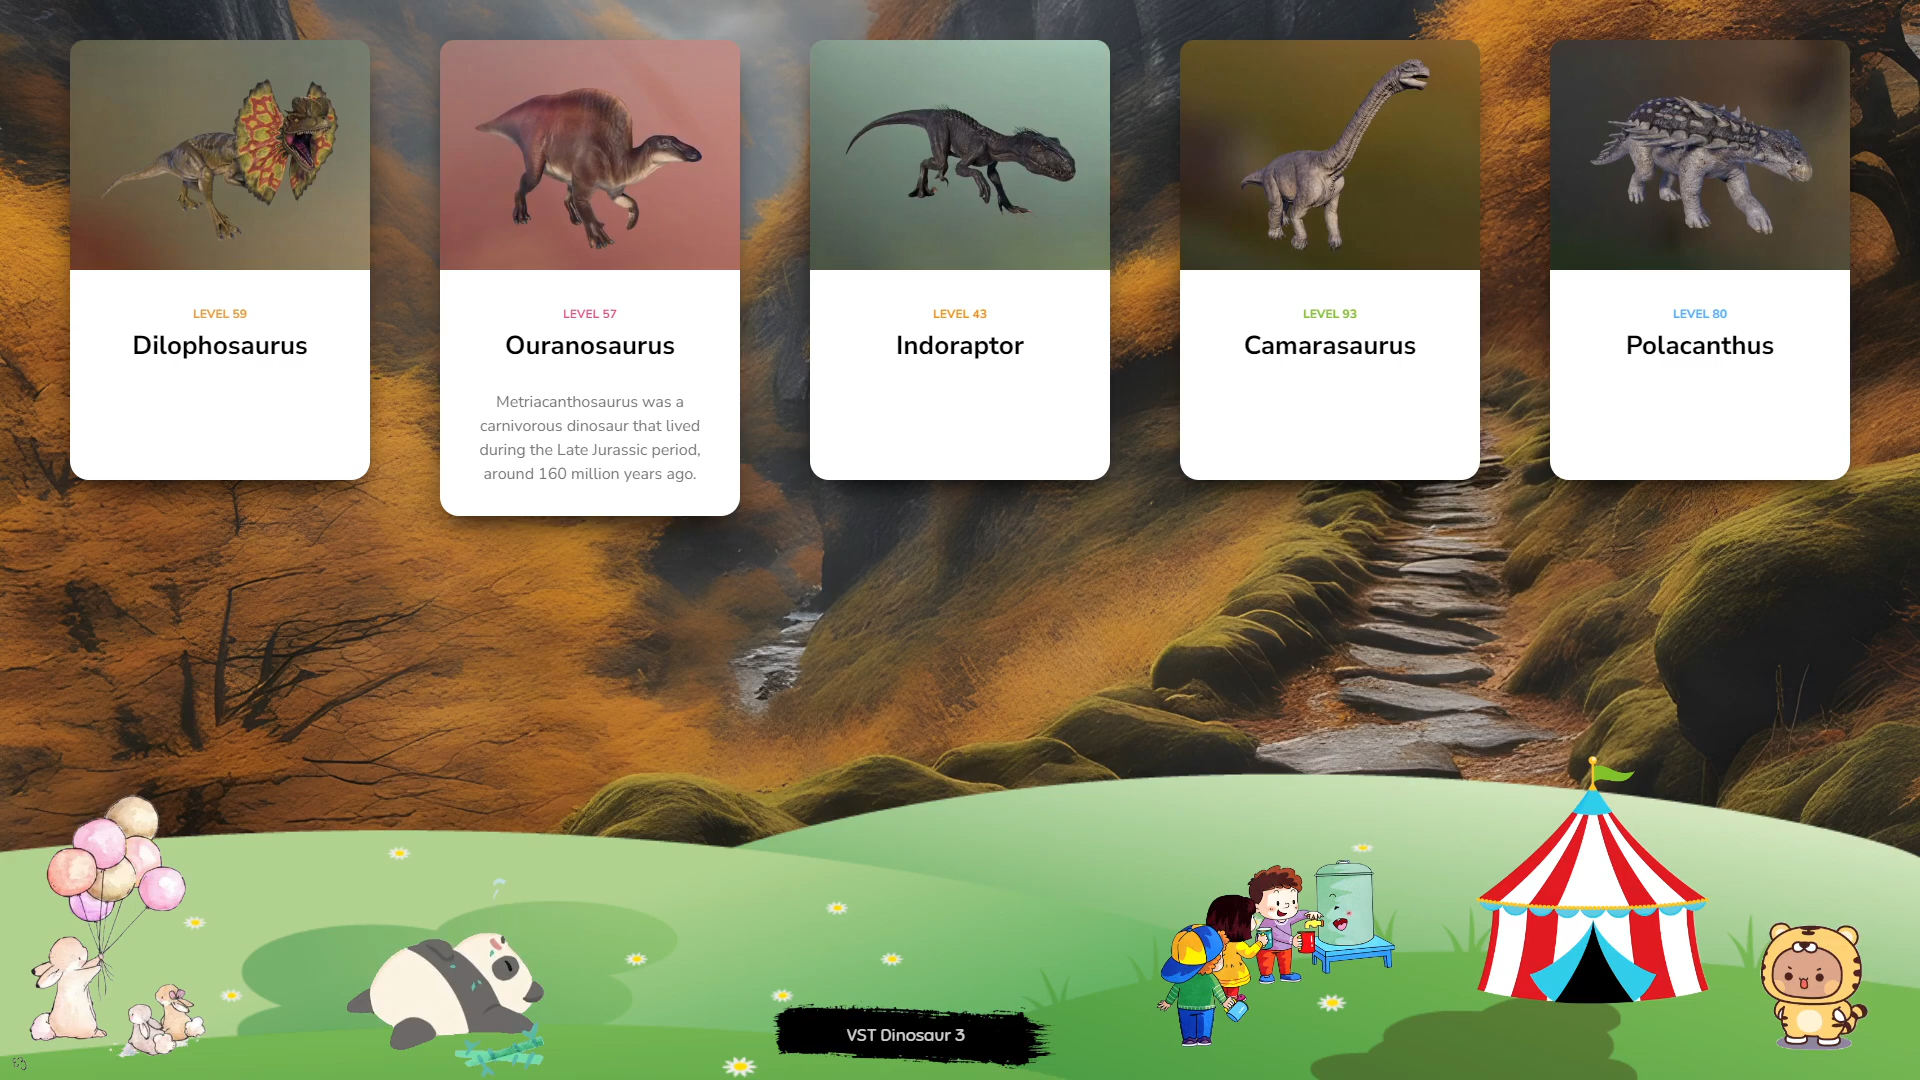 LEVEL 59
Dilophosaurus
LEVEL 57
Ouranosaurus
Metriacanthosaurus was a
carnivorous dinosaur that lived
during the Late Jurassic period,
around 160 million years ago.
LEVEL 43
Indoraptor
LEVEL 93
Camarasaurus
LEVEL 80
Polacanthus
VST Dinosaur 3